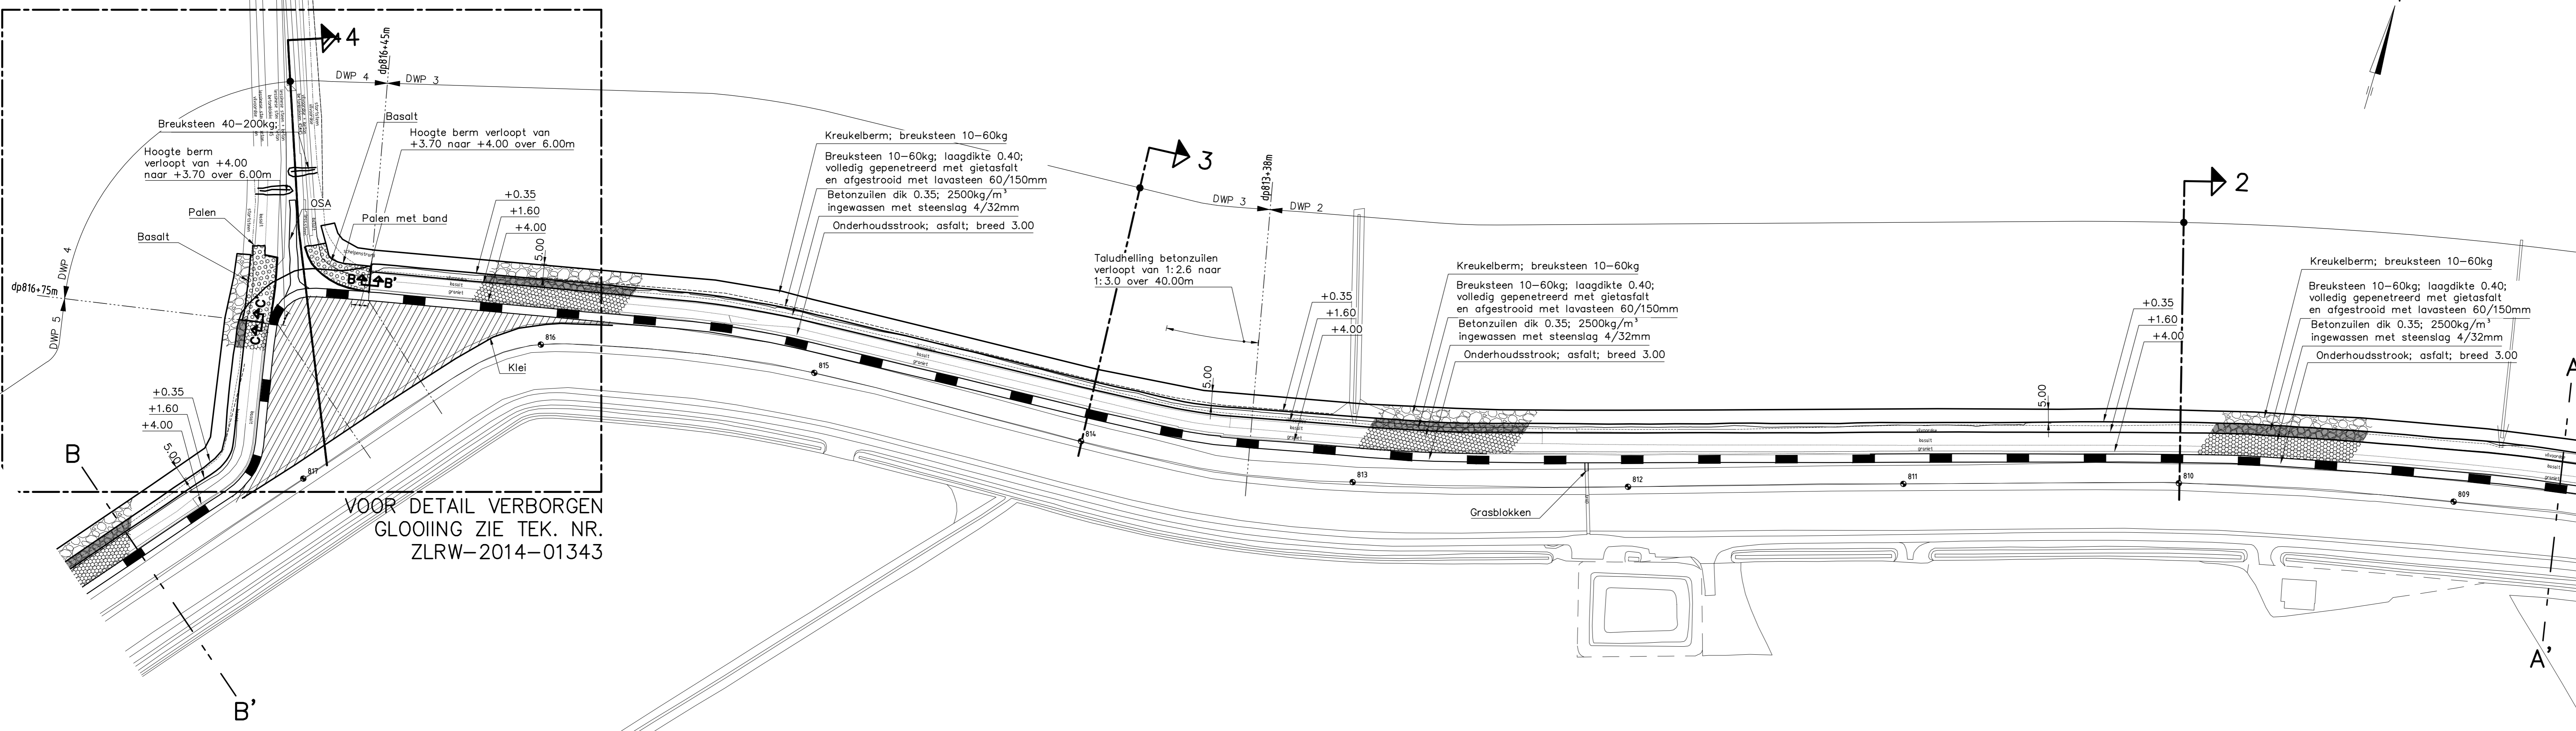 4
dp816+45m
DWP 4
DWP 3
Breuksteen 40-200kg;
Basalt
Hoogte berm verloopt van
+3.70 naar +4.00 over 6.00m
Hoogte berm
verloopt van +4.00
naar +3.70 over 6.00m
Palen
OSA
Palen met band
Basalt
+0.35
+1.60
+4.00
5.00
DWP 4
dp816+75m
DWP 5
B
B'
C
C'
basalt
graniet
816
Klei
817
+0.35
+1.60
+4.00
5.00
B
B'
VOOR DETAIL VERBORGEN
GLOOIING ZIE TEK. NR.
ZLRW-2014-01343
Kreukelberm; breuksteen 10-60kg
Breuksteen 10-60kg; laagdikte 0.40;
volledig gepenetreerd met gietasfalt
en afgestrooid met lavasteen 60/150mm
Betonzuilen dik 0.35; 2500kg/m³
ingewassen met steenslag 4/32mm
Onderhoudsstrook; asfalt; breed 3.00
815
basalt
graniet
3
DWP 3
dp813+38m
DWP 2
Taludhelling betonzuilen
verloopt van 1:2.6 naar
1:3.0 over 40.00m
814
5.00
+0.35
+1.60
+4.00
basalt
graniet
813
Kreukelberm; breuksteen 10-60kg
Breuksteen 10-60kg; laagdikte 0.40;
volledig gepenetreerd met gietasfalt
en afgestrooid met lavasteen 60/150mm
Betonzuilen dik 0.35; 2500kg/m³
ingewassen met steenslag 4/32mm
Onderhoudsstrook; asfalt; breed 3.00
Grasblokken
812
811
basalt
graniet
5.00
2
+0.35
+1.60
+4.00
810
Kreukelberm; breuksteen 10-60kg
Breuksteen 10-60kg; laagdikte 0.40;
volledig gepenetreerd met gietasfalt
en afgestrooid met lavasteen 60/150mm
Betonzuilen dik 0.35; 2500kg/m³
ingewassen met steenslag 4/32mm
Onderhoudsstrook; asfalt; breed 3.00
809
basalt
graniet
A
A'